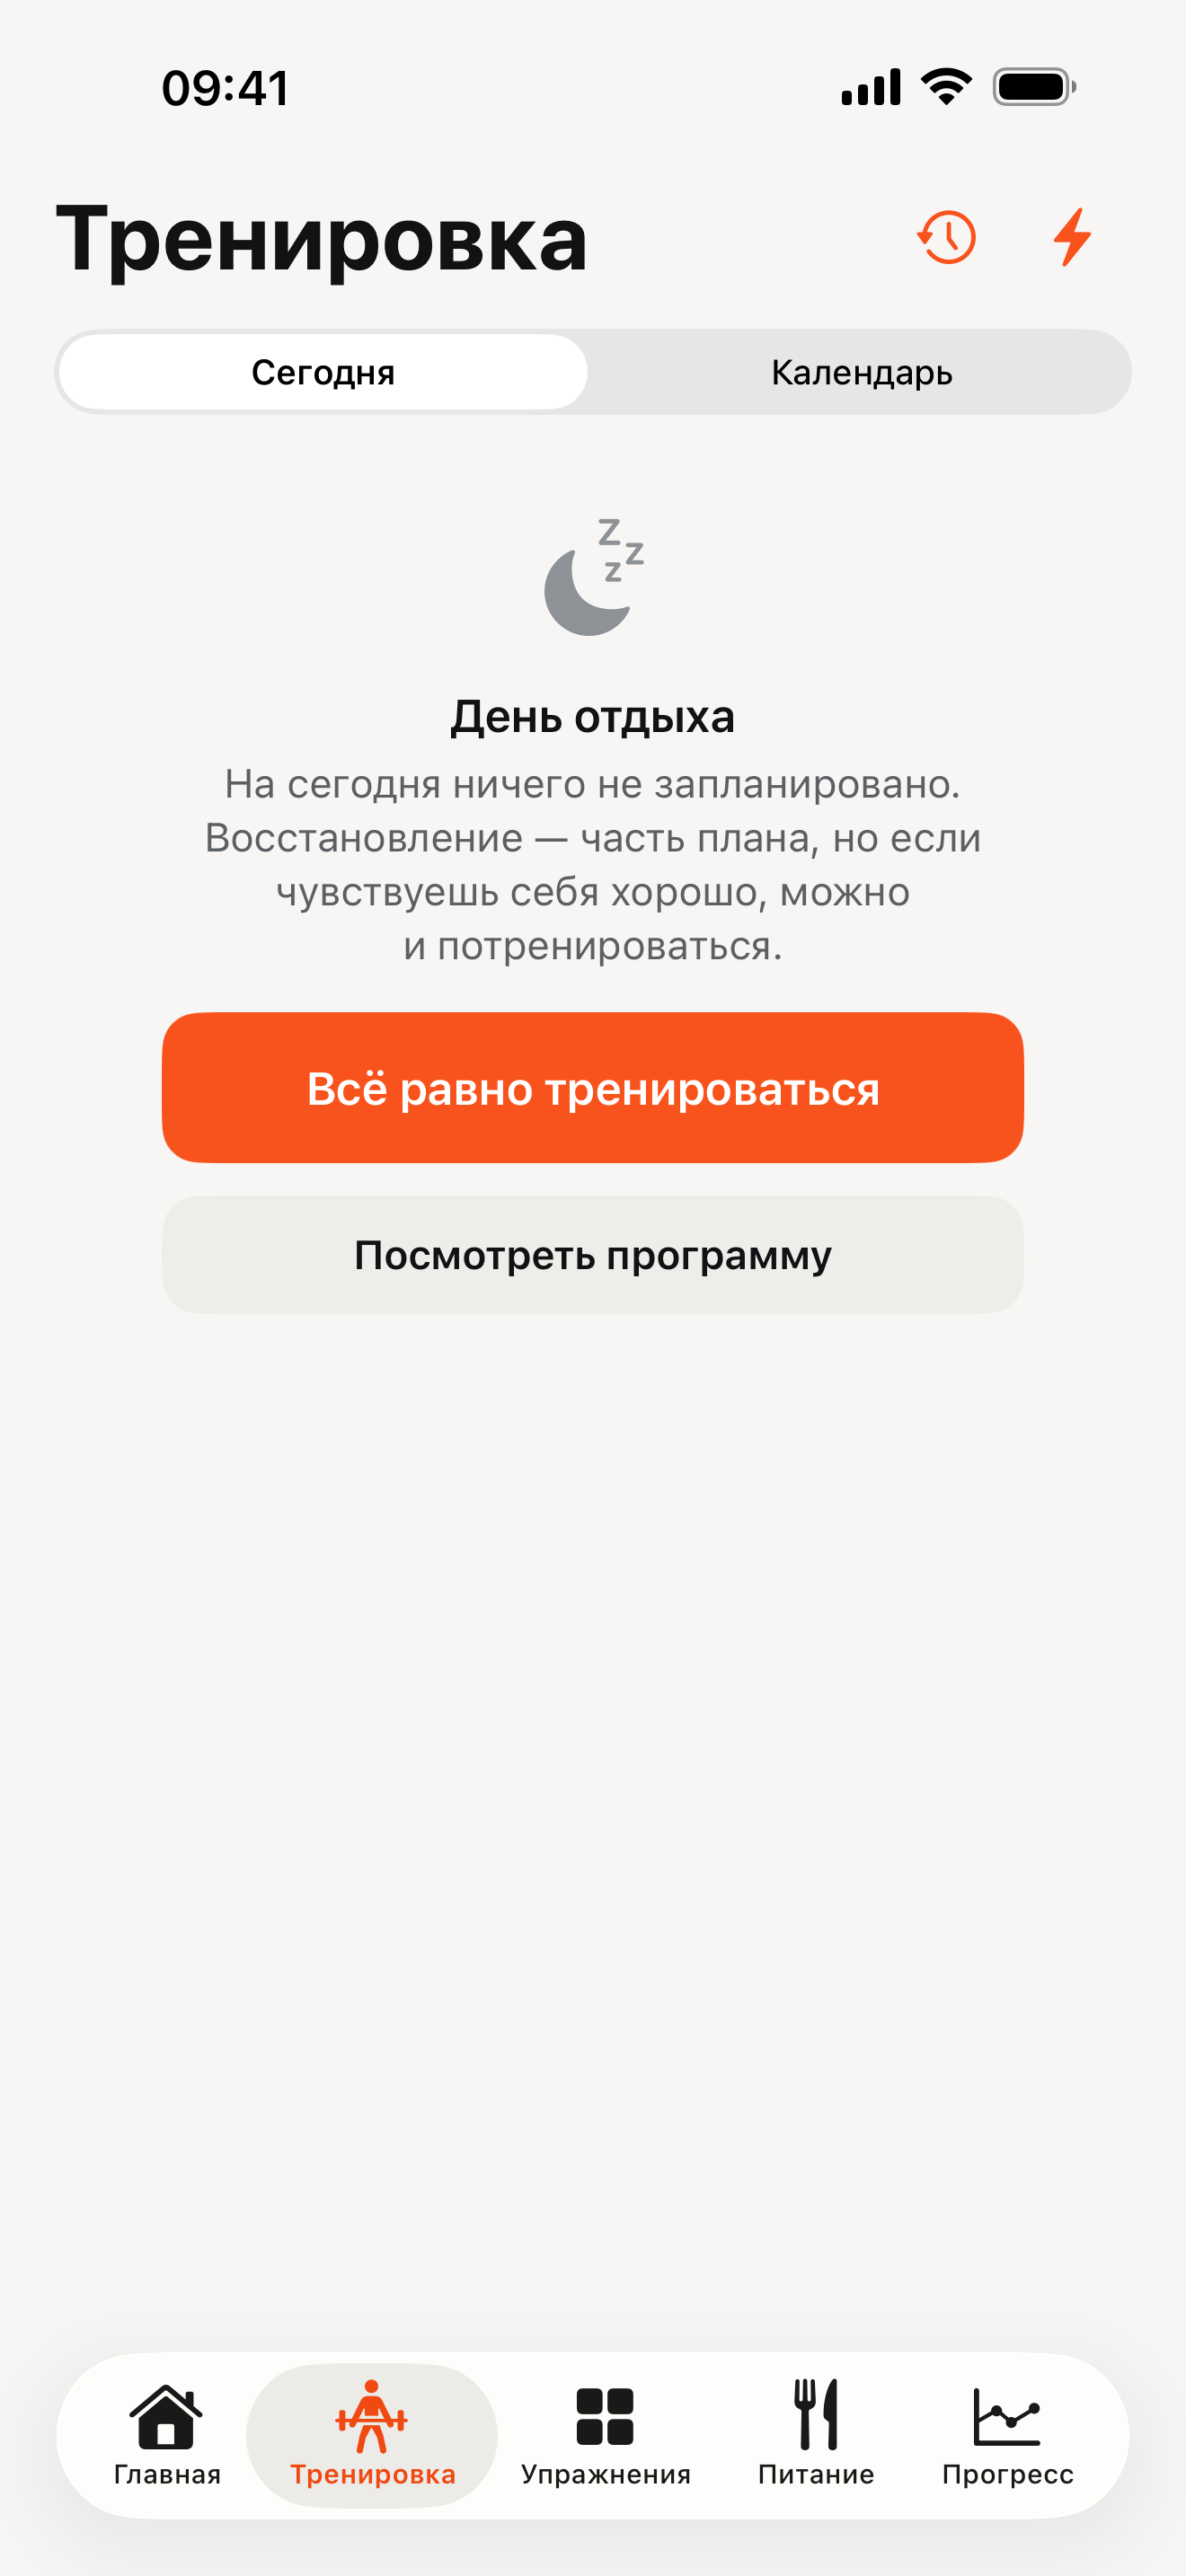 09:41
Тренировка
Сегодня
Календарь
z
z
z
День отдыха
На сегодня ничего не запланировано.
Восстановление — часть плана, но если
чувствуешь себя хорошо, можно
и потренироваться.
Всё равно тренироваться
Посмотреть программу
Главная
Тренировка
Упражнения
Питание
Прогресс